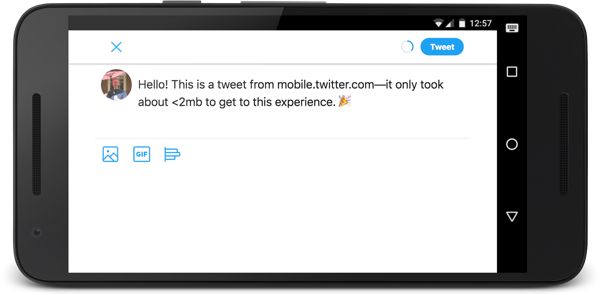 12:57
Tweet
Hello! This is a tweet from mobile.twitter.com—it only took
about <2mb to get to this experience. 🎉
GIF